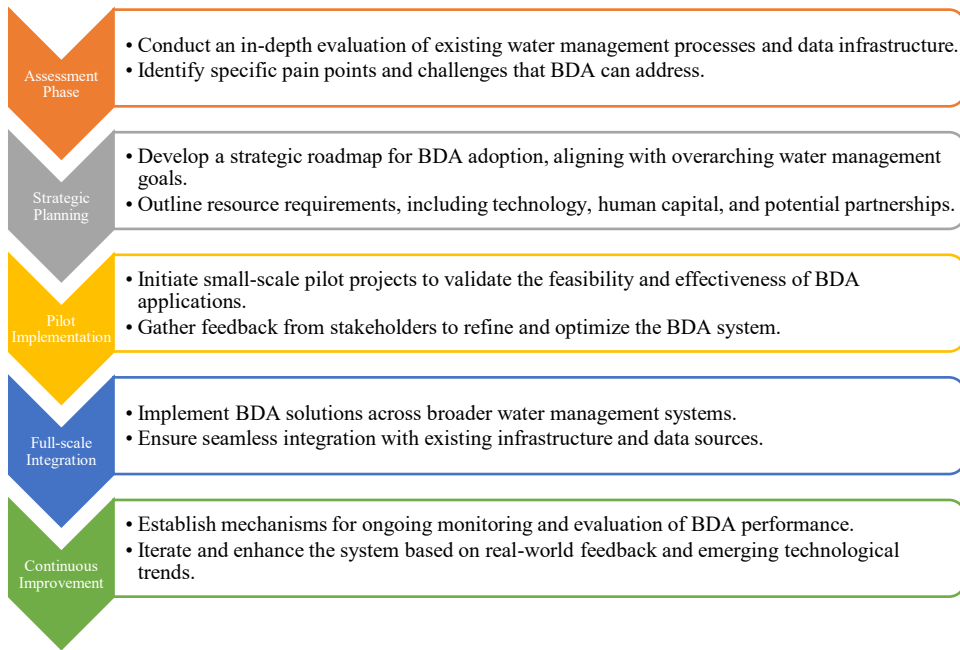 Assessment
Phase
• Conduct an in-depth evaluation of existing water management processes and data infrastructure.
• Identify specific pain points and challenges that BDA can address.
Strategic
Planning
• Develop a strategic roadmap for BDA adoption, aligning with overarching water management
goals.
• Outline resource requirements, including technology, human capital, and potential partnerships.
Pilot
Implementation
• Initiate small-scale pilot projects to validate the feasibility and effectiveness of BDA
applications.
• Gather feedback from stakeholders to refine and optimize the BDA system.
Full-scale
Integration
• Implement BDA solutions across broader water management systems.
• Ensure seamless integration with existing infrastructure and data sources.
Continuous
Improvement
• Establish mechanisms for ongoing monitoring and evaluation of BDA performance.
• Iterate and enhance the system based on real-world feedback and emerging technological
trends.